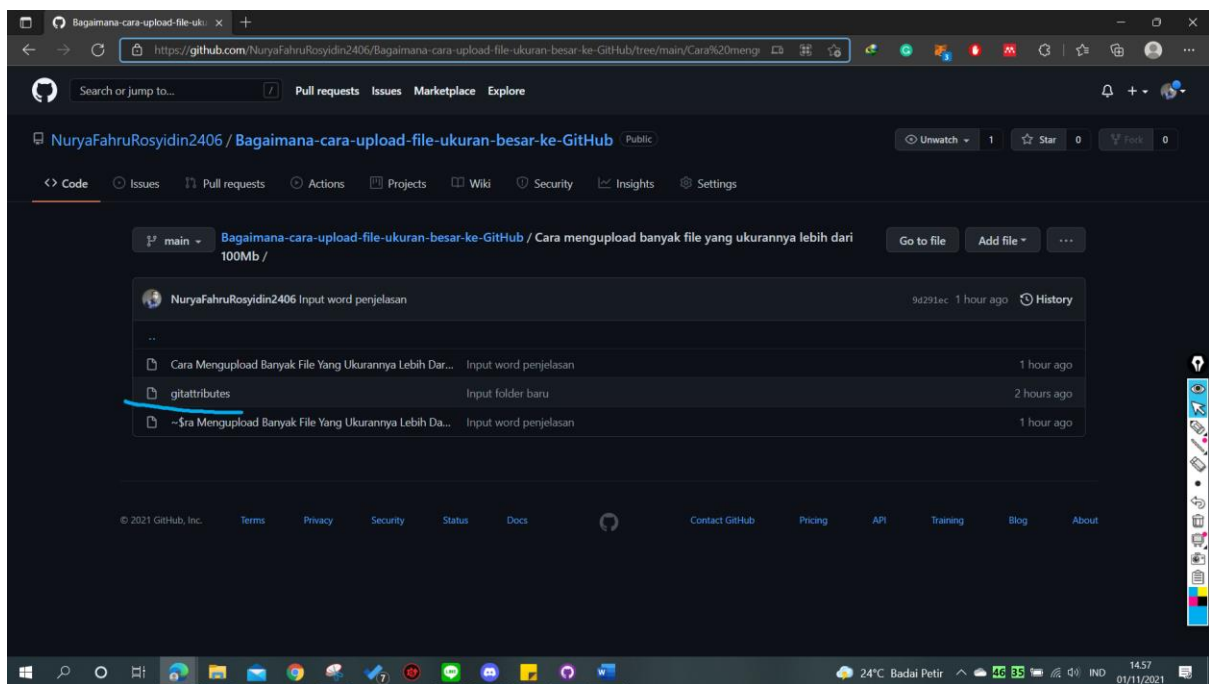 Bagaimana-cara-upload-file-uku
https://github.com/NuryaFahruRosyidin2406/Bagaimana-cara-upload-file-ukuran-besar-ke-GitHub/tree/main/Cara%20mengu
3
Search or jump to... / Pull requests Issues Marketplace Explore
NuryaFahruRosyidin2406 / Bagaimana-cara-upload-file-ukuran-besar-ke-GitHub Public
Unwatch 1 Star 0 Fork 0
<> Code Issues Pull requests Actions Projects Wiki Security Insights Settings
main Bagaimana-cara-upload-file-ukuran-besar-ke-GitHub / Cara mengupload banyak file yang ukurannya lebih dari
100Mb /
Go to file Add file ...
NuryaFahruRosyidin2406 Input word penjelasan 9d291ec 1 hour ago History
..
Cara Mengupload Banyak File Yang Ukurannya Lebih Dar... Input word penjelasan 1 hour ago
gitattributes Input folder baru 2 hours ago
~$ra Mengupload Banyak File Yang Ukurannya Lebih Da... Input word penjelasan 1 hour ago
© 2021 GitHub, Inc. Terms Privacy Security Status Docs Contact GitHub Pricing API Training Blog About
7 LINE W 24°C Badai Petir 46 35 IND 14.57
01/11/2021